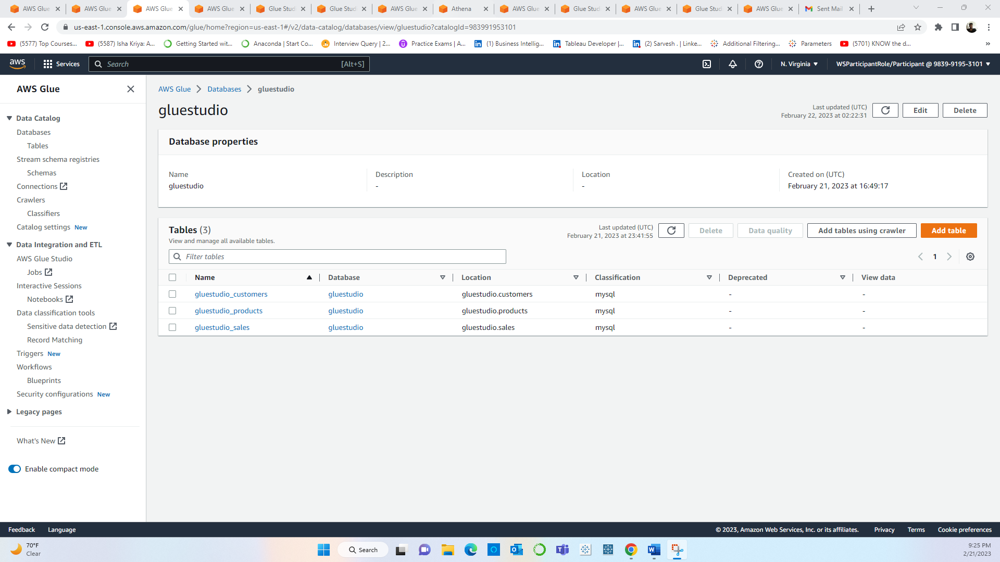 AWS Glue AWS Glue AWS Glue AWS Glue Glue Stud Glue Stud AWS Glue Athena AWS Glue Glue Stud AWS Glue Glue Stud AWS Glue Sent Mail
us-east-1.console.aws.amazon.com/glue/home?region=us-east-1#/v2/data-catalog/databases/view/gluestudio?catalogId=983991953101
(5577) Top Courses... (5587) Isha Kriya: A... Getting Started wit... Anaconda | Start Co... Interview Query | 2... Practice Exams | A... (1) Business Intellig... Tableau Developer |... (2) Sarvesh . | Linke... Additional Filtering... Parameters (5701) KNOW the d...
aws Services Search [Alt+S] N. Virginia WSParticipantRole/Participant @ 9839-9195-3101
AWS Glue
Data Catalog
Databases
Tables
Stream schema registries
Schemas
Connections
Crawlers
Classifiers
Catalog settings New
Data Integration and ETL
AWS Glue Studio
Jobs
Interactive Sessions
Notebooks
Data classification tools
Sensitive data detection
Record Matching
Triggers New
Workflows
Blueprints
Security configurations New
Legacy pages
What's New
Enable compact mode
AWS Glue Databases gluestudio
gluestudio
Last updated (UTC)
February 22, 2023 at 02:22:31
Edit Delete
Database properties
Name Description Location Created on (UTC)
gluestudio - - February 21, 2023 at 16:49:17
Tables (3)
View and manage all available tables.
Last updated (UTC)
February 21, 2023 at 23:41:55
Delete Data quality Add tables using crawler Add table
Filter tables
1
Name Database Location Classification Deprecated View data
gluestudio_customers gluestudio gluestudio.customers mysql - -
gluestudio_products gluestudio gluestudio.products mysql - -
gluestudio_sales gluestudio gluestudio.sales mysql - -
Feedback Language © 2023, Amazon Web Services, Inc. or its affiliates. Privacy Terms Cookie preferences
70°F
Clear
Search
9:25 PM
2/21/2023